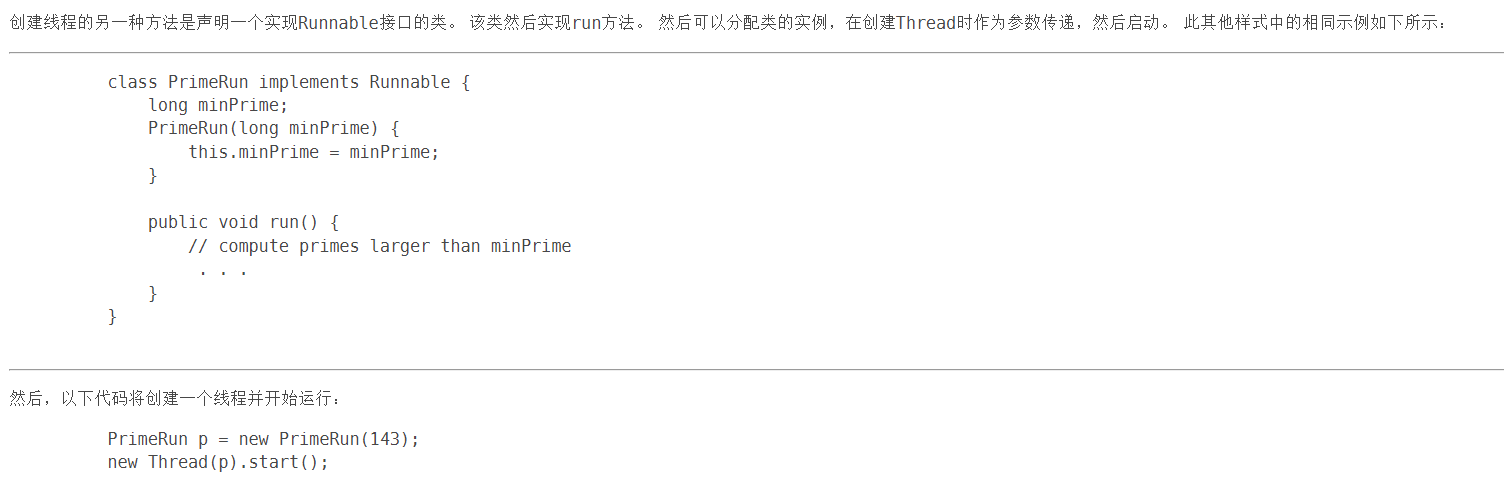 创建线程的另一种方法是声明一个实现Runnable接口的类。 该类然后实现run方法。 然后可以分配类的实例，在创建Thread时作为参数传递，然后启动。 此其他样式中的相同示例如下所示：
class PrimeRun implements Runnable {
long minPrime;
PrimeRun(long minPrime) {
this.minPrime = minPrime;
}
public void run() {
// compute primes larger than minPrime
. . .
}
}
然后，以下代码将创建一个线程并开始运行：
PrimeRun p = new PrimeRun(143);
new Thread(p).start();